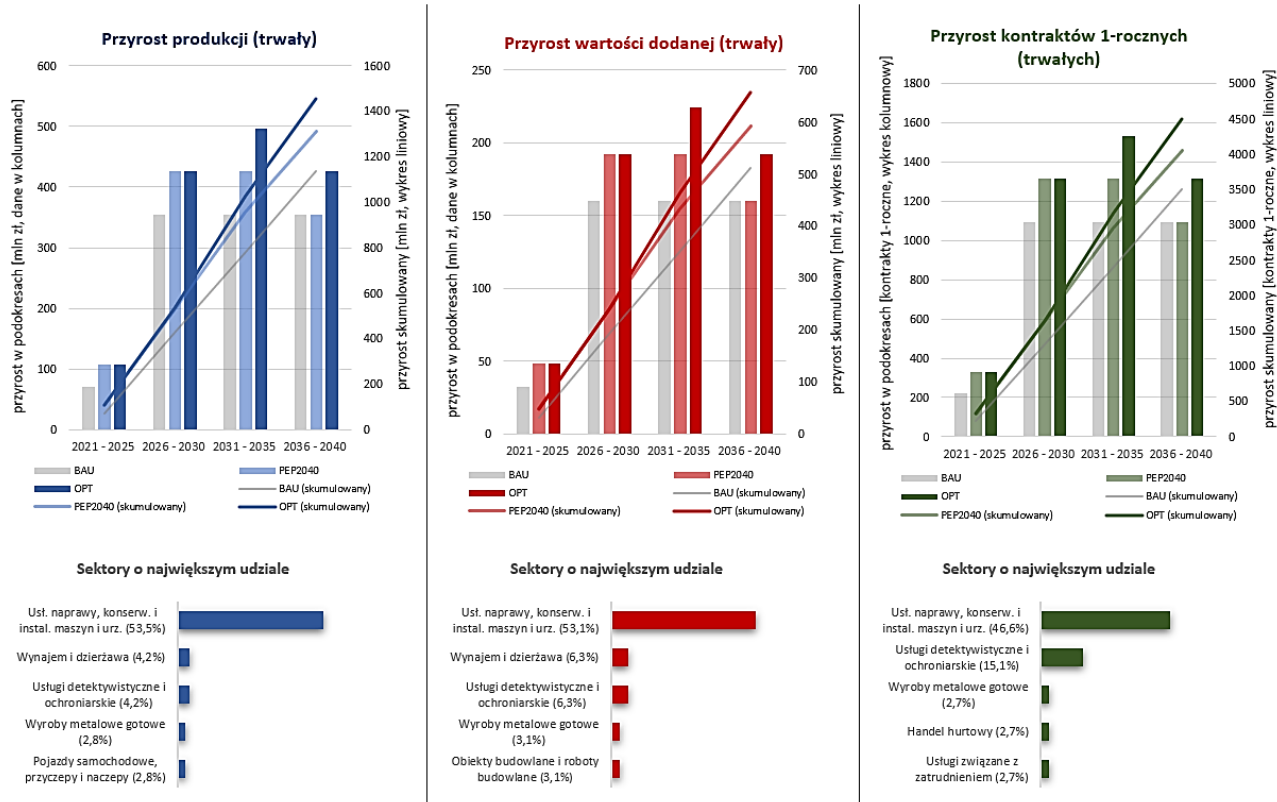 Przyrost produkcji (trwały)
przyrost w podokresach [mln zł, dane w kolumnach]
600
500
400
300
200
100
0
1600
1400
1200
1000
800
600
400
200
0
przyrost skumulowany [mln zł, wykres liniowy]
2021 - 2025
2026 - 2030
2031 - 2035
2036 - 2040
BAU
PEP2040
OPT
BAU (skumulowany)
PEP2040 (skumulowany)
OPT (skumulowany)
Sektory o największym udziale
Usł. naprawy, konserw. i
instal. maszyn i urz. (53,5%)
Wynajem i dzierżawa (4,2%)
Usługi detektywistyczne i
ochroniarskie (4,2%)
Wyroby metalowe gotowe
(2,8%)
Pojazdy samochodowe,
przyczepy i naczepy (2,8%)
Przyrost wartości dodanej (trwały)
przyrost w podokresach [mln zł, dane w kolumnach]
250
200
150
100
50
0
700
600
500
400
300
200
100
0
przyrost skumulowany [mln zł, wykres liniowy]
2021 - 2025
2026 - 2030
2031 - 2035
2036 - 2040
BAU
PEP2040
OPT
BAU (skumulowany)
PEP2040 (skumulowany)
OPT (skumulowany)
Sektory o największym udziale
Usł. naprawy, konserw. i
instal. maszyn i urz. (53,1%)
Wynajem i dzierżawa (6,3%)
Usługi detektywistyczne i
ochroniarskie (6,3%)
Wyroby metalowe gotowe
(3,1%)
Obiekty budowlane i roboty
budowlane (3,1%)
Przyrost kontraktów 1-rocznych
(trwałych)
przyrost w podokresach [kontrakty 1-roczne, wykres kolumnowy]
1800
1600
1400
1200
1000
800
600
400
200
0
5000
4500
4000
3500
3000
2500
2000
1500
1000
500
0
przyrost skumulowany [kontrakty 1-roczne, wykres liniowy]
2021 - 2025
2026 - 2030
2031 - 2035
2036 - 2040
BAU
PEP2040
OPT
BAU (skumulowany)
PEP2040 (skumulowany)
OPT (skumulowany)
Sektory o największym udziale
Usł. naprawy, konserw. i
instal. maszyn i urz. (46,6%)
Usługi detektywistyczne i
ochroniarskie (15,1%)
Wyroby metalowe gotowe
(2,7%)
Handel hurtowy (2,7%)
Usługi związane z
zatrudnieniem (2,7%)